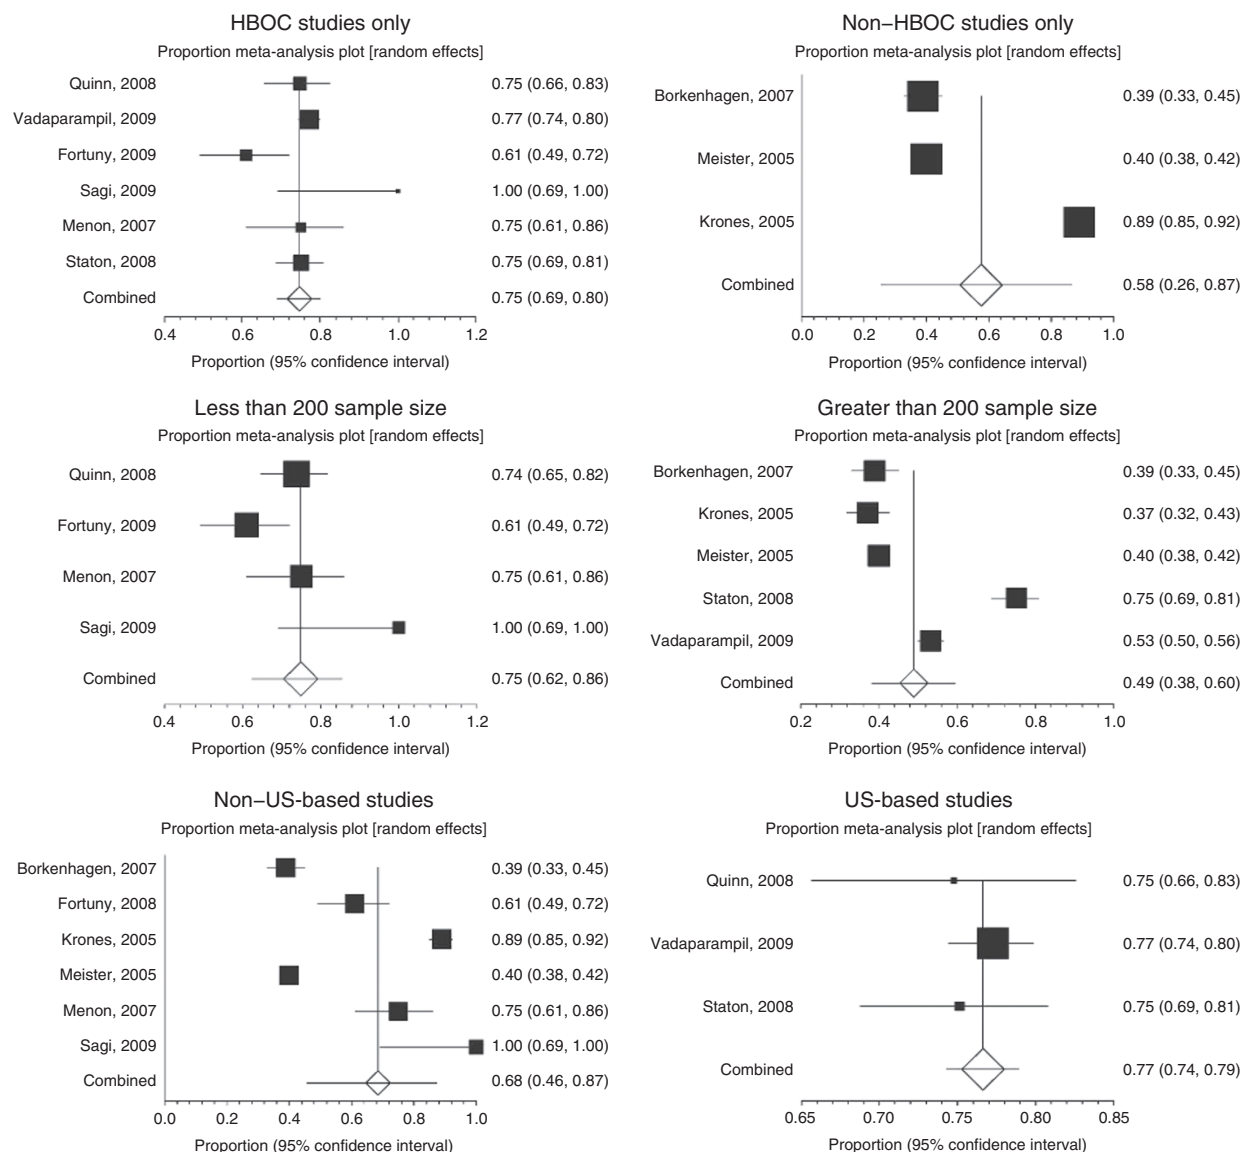 HBOC studies only
Proportion meta-analysis plot [random effects]
Quinn, 2008 0.75 (0.66, 0.83)
Vadaparampil, 2009 0.77 (0.74, 0.80)
Fortuny, 2009 0.61 (0.49, 0.72)
Sagi, 2009 1.00 (0.69, 1.00)
Menon, 2007 0.75 (0.61, 0.86)
Staton, 2008 0.75 (0.69, 0.81)
Combined 0.75 (0.69, 0.80)
0.4 0.6 0.8 1.0 1.2
Proportion (95% confidence interval)
Non−HBOC studies only
Proportion meta-analysis plot [random effects]
Borkenhagen, 2007 0.39 (0.33, 0.45)
Meister, 2005 0.40 (0.38, 0.42)
Krones, 2005 0.89 (0.85, 0.92)
Combined 0.58 (0.26, 0.87)
0.0 0.2 0.4 0.6 0.8 1.0
Proportion (95% confidence interval)
Less than 200 sample size
Proportion meta-analysis plot [random effects]
Quinn, 2008 0.74 (0.65, 0.82)
Fortuny, 2009 0.61 (0.49, 0.72)
Menon, 2007 0.75 (0.61, 0.86)
Sagi, 2009 1.00 (0.69, 1.00)
Combined 0.75 (0.62, 0.86)
0.4 0.6 0.8 1.0 1.2
Proportion (95% confidence interval)
Greater than 200 sample size
Proportion meta-analysis plot [random effects]
Borkenhagen, 2007 0.39 (0.33, 0.45)
Krones, 2005 0.37 (0.32, 0.43)
Meister, 2005 0.40 (0.38, 0.42)
Staton, 2008 0.75 (0.69, 0.81)
Vadaparampil, 2009 0.53 (0.50, 0.56)
Combined 0.49 (0.38, 0.60)
0.2 0.4 0.6 0.8 1.0
Proportion (95% confidence interval)
Non−US-based studies
Proportion meta-analysis plot [random effects]
Borkenhagen, 2007 0.39 (0.33, 0.45)
Fortuny, 2008 0.61 (0.49, 0.72)
Krones, 2005 0.89 (0.85, 0.92)
Meister, 2005 0.40 (0.38, 0.42)
Menon, 2007 0.75 (0.61, 0.86)
Sagi, 2009 1.00 (0.69, 1.00)
Combined 0.68 (0.46, 0.87)
0.0 0.2 0.4 0.6 0.8 1.0
Proportion (95% confidence interval)
US-based studies
Proportion meta-analysis plot [random effects]
Quinn, 2008 0.75 (0.66, 0.83)
Vadaparampil, 2009 0.77 (0.74, 0.80)
Staton, 2008 0.75 (0.69, 0.81)
Combined 0.77 (0.74, 0.79)
0.65 0.70 0.75 0.80 0.85
Proportion (95% confidence interval)